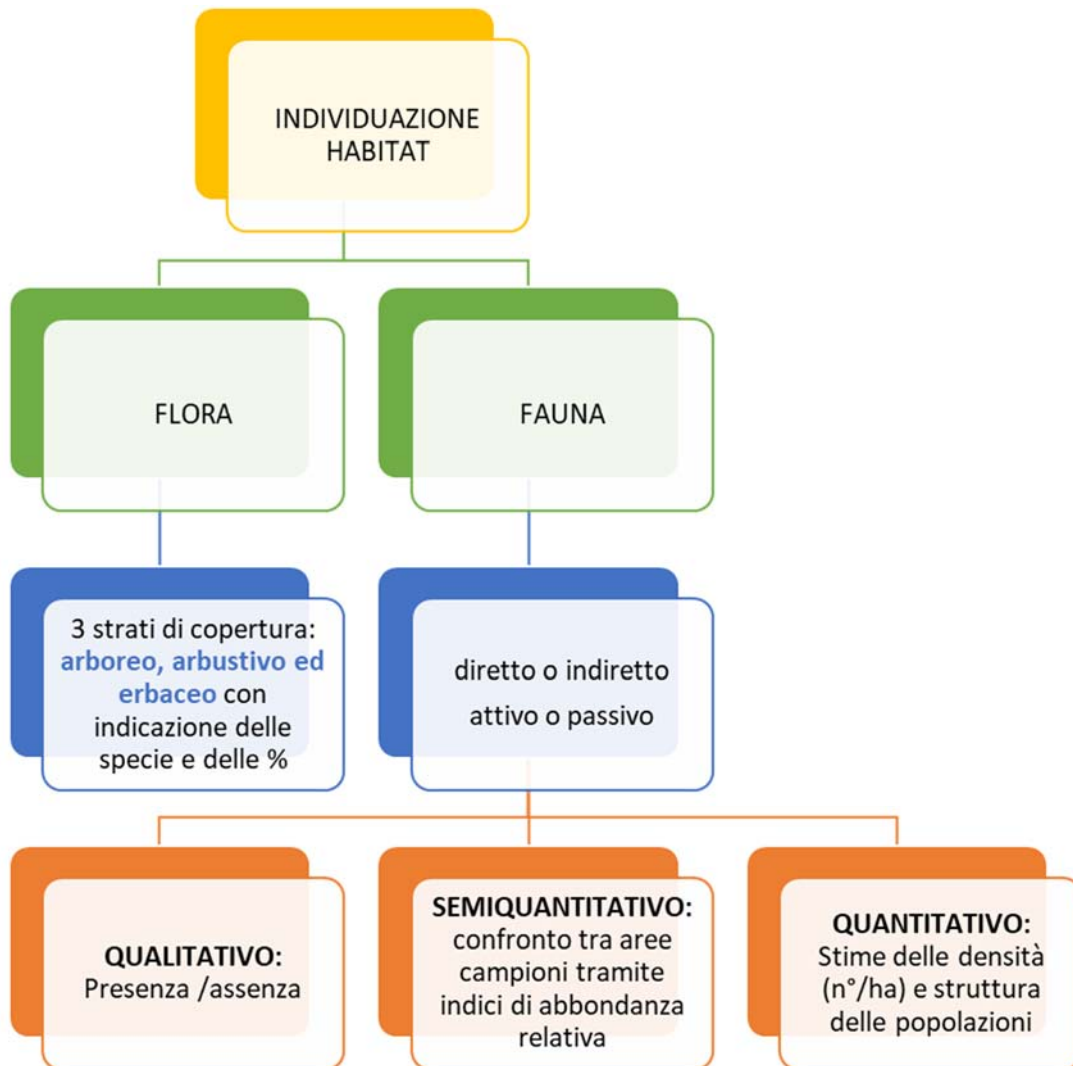 INDIVIDUAZIONE
HABITAT
FLORA
FAUNA
3 strati di copertura:
arboreo, arbustivo ed
erbaceo con
indicazione delle
specie e delle %
diretto o indiretto
attivo o passivo
QUALITATIVO:
Presenza /assenza
SEMIQUANTITATIVO:
confronto tra aree
campioni tramite
indici di abbondanza
relativa
QUANTITATIVO:
Stime delle densità
(n°/ha) e struttura
delle popolazioni